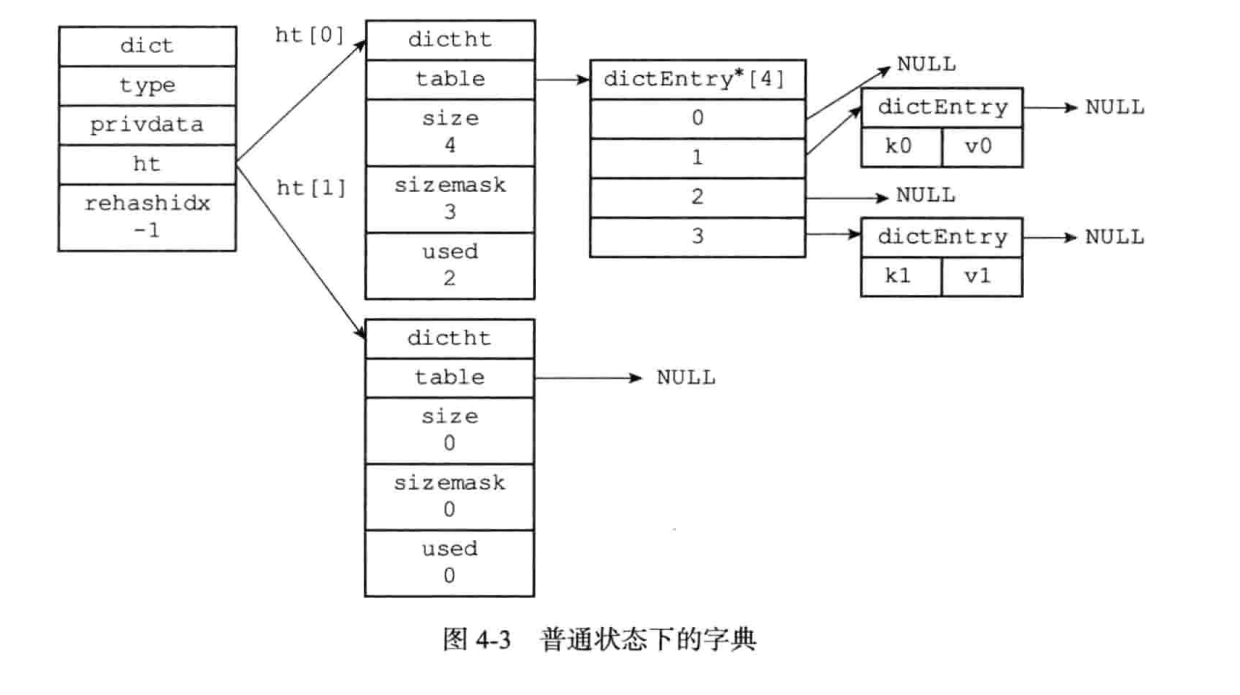 dict
type
privdata
ht
rehashidx
-1
ht[0]
ht[1]
dictht
table
size
4
sizemask
3
used
2
dictEntry*[4]
0
1
2
3
NULL
dictEntry
k0 v0
NULL
NULL
dictEntry
k1 v1
NULL
dictht
table
size
0
sizemask
0
used
0
NULL
图 4-3 普通状态下的字典